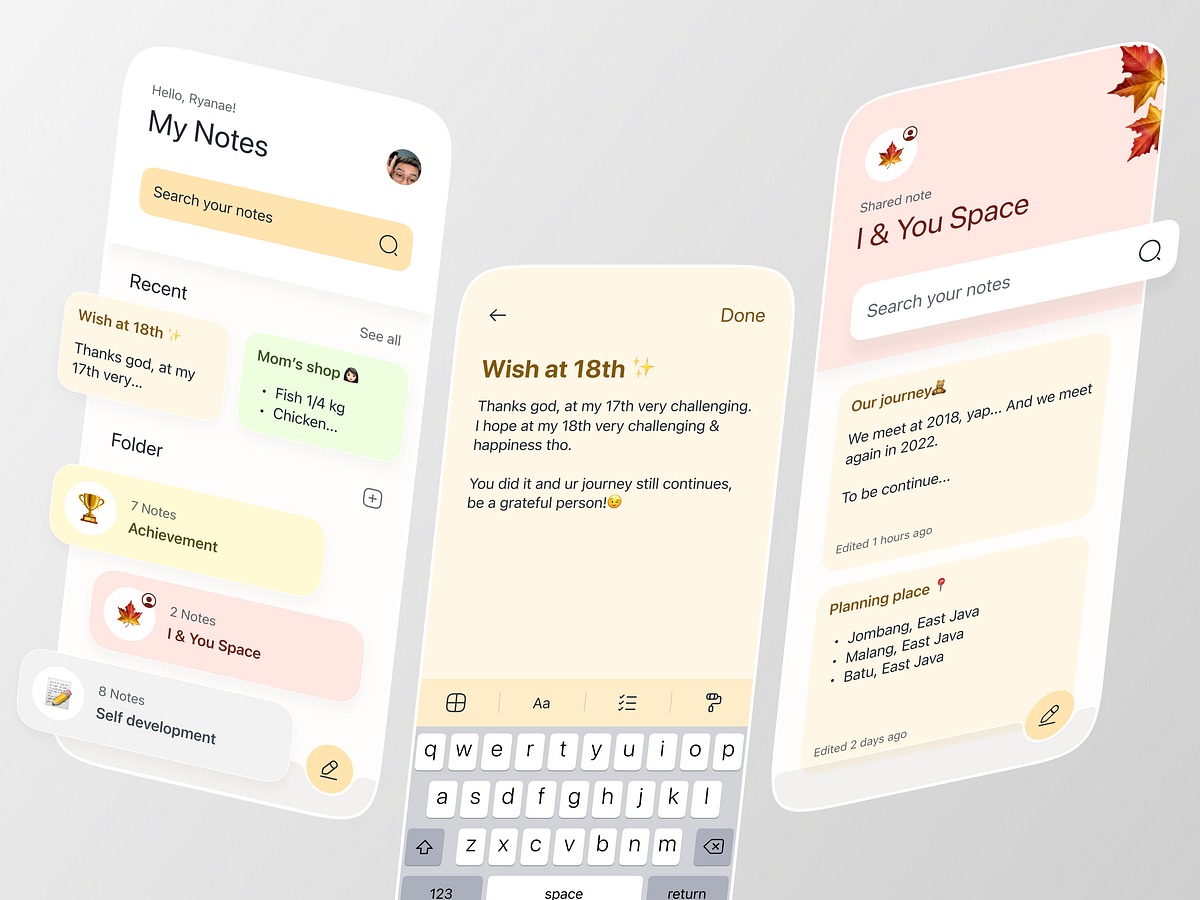 Hello, Ryanae!
My Notes
Search your notes
Recent
See all
Wish at 18th ✨
Thanks god, at my
17th very...
Mom's shop 👩🏻
• Fish 1/4 kg
• Chicken...
Folder
7 Notes
Achievement
2 Notes
I & You Space
8 Notes
Self development
Done
Wish at 18th ✨
Thanks god, at my 17th very challenging.
I hope at my 18th very challenging &
happiness tho.
You did it and ur journey still continues,
be a grateful person!😉
Aa
q w e r t y u i o p
a s d f g h j k l
z x c v b n m
123 space return
Shared note
I & You Space
Search your notes
Our journey🧸
We meet at 2018, yap... And we meet
again in 2022.
To be continue...
Edited 1 hours ago
Planning place 📍
• Jombang, East Java
• Malang, East Java
• Batu, East Java
Edited 2 days ago